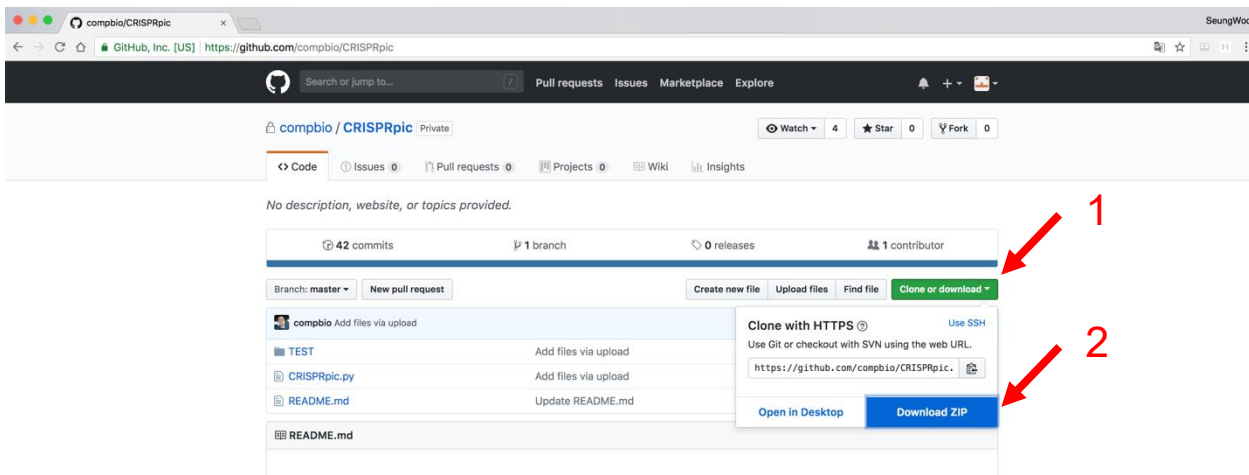 compbio/CRISPRpic
SeungWoo
GitHub, Inc. [US] https://github.com/compbio/CRISPRpic
Search or jump to... / Pull requests Issues Marketplace Explore
compbio / CRISPRpic Private Watch 4 Star 0 Fork 0
Code Issues 0 Pull requests 0 Projects 0 Wiki Insights
No description, website, or topics provided.
1
42 commits 1 branch 0 releases 1 contributor
Branch: master New pull request Create new file Upload files Find file Clone or download
compbio Add files via upload
Clone with HTTPS Use SSH
Use Git or checkout with SVN using the web URL.
2
TEST Add files via upload
https://github.com/compbio/CRISPRpic.
CRISPRpic.py Add files via upload
README.md Update README.md
Open in Desktop Download ZIP
README.md